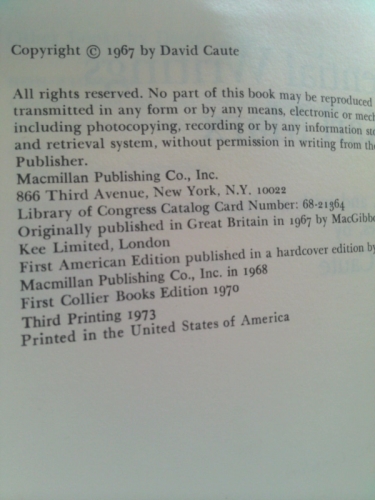 Copyright © 1967 by David Caute
All rights reserved. No part of this book may be reproduced
transmitted in any form or by any means, electronic or
including photocopying, recording or by any information
and retrieval system, without permission in writing from
Publisher.
Macmillan Publishing Co., Inc.
866 Third Avenue, New York, N.Y. 10022
Library of Congress Catalog Card Number: 68-21364
Originally published in Great Britain in 1967 by
Kee Limited, London
First American Edition published in a hardcover edition by
Macmillan Publishing Co., Inc. in 1968
First Collier Books Edition 1970
Third Printing 1973
Printed in the United States of America